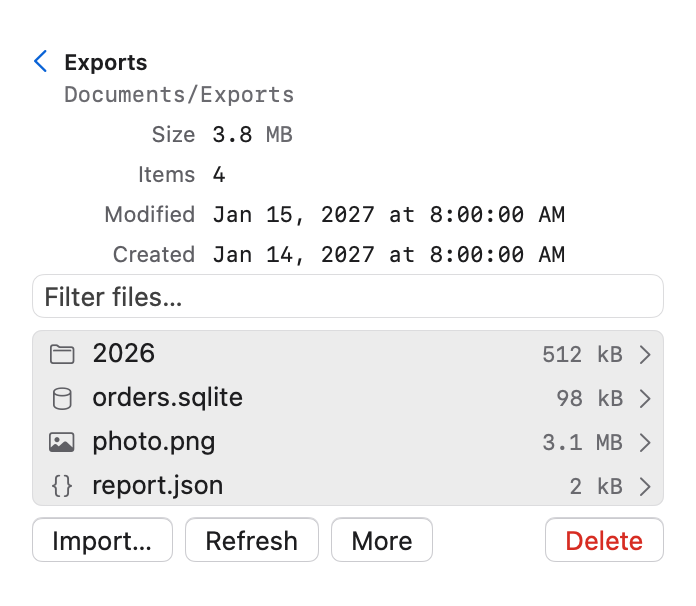 Exports
Documents/Exports
Size 3.8 MB
Items 4
Modified Jan 15, 2027 at 8:00:00 AM
Created Jan 14, 2027 at 8:00:00 AM
Filter files...
2026 512 kB
orders.sqlite 98 kB
photo.png 3.1 MB
{} report.json 2 kB
Import... Refresh More Delete